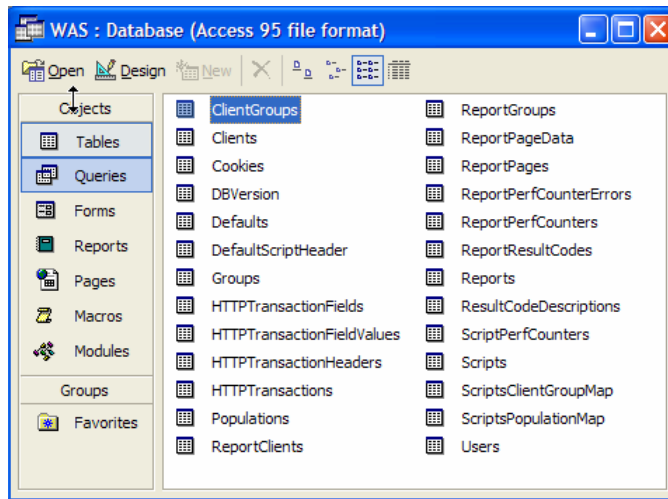 WAS : Database (Access 95 file format)
Open Design New
Objects
Tables
Queries
Forms
Reports
Pages
Macros
Modules
Groups
Favorites
ClientGroups
Clients
Cookies
DBVersion
Defaults
DefaultScriptHeader
Groups
HTTPTransactionFields
HTTPTransactionFieldValues
HTTPTransactionHeaders
HTTPTransactions
Populations
ReportClients
ReportGroups
ReportPageData
ReportPages
ReportPerfCounterErrors
ReportPerfCounters
ReportResultCodes
Reports
ResultCodeDescriptions
ScriptPerfCounters
Scripts
ScriptsClientGroupMap
ScriptsPopulationMap
Users